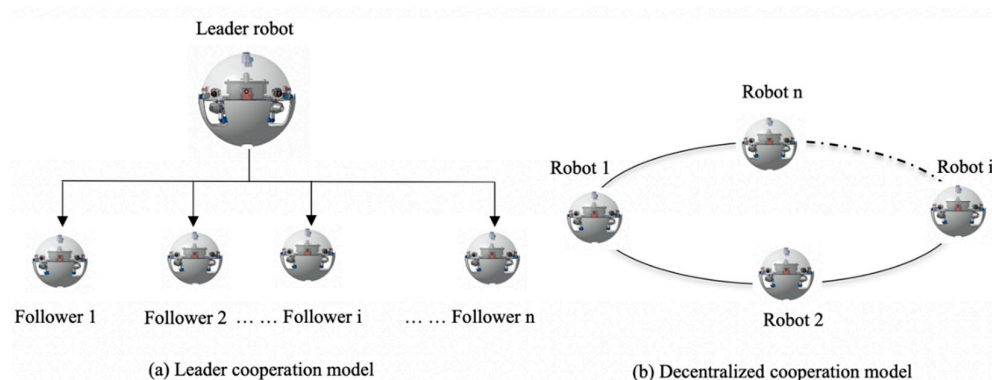 Leader robot
Follower 1 Follower 2 … … Follower i … … Follower n
(a) Leader cooperation model
Robot n
Robot 1
Robot i
Robot 2
(b) Decentralized cooperation model